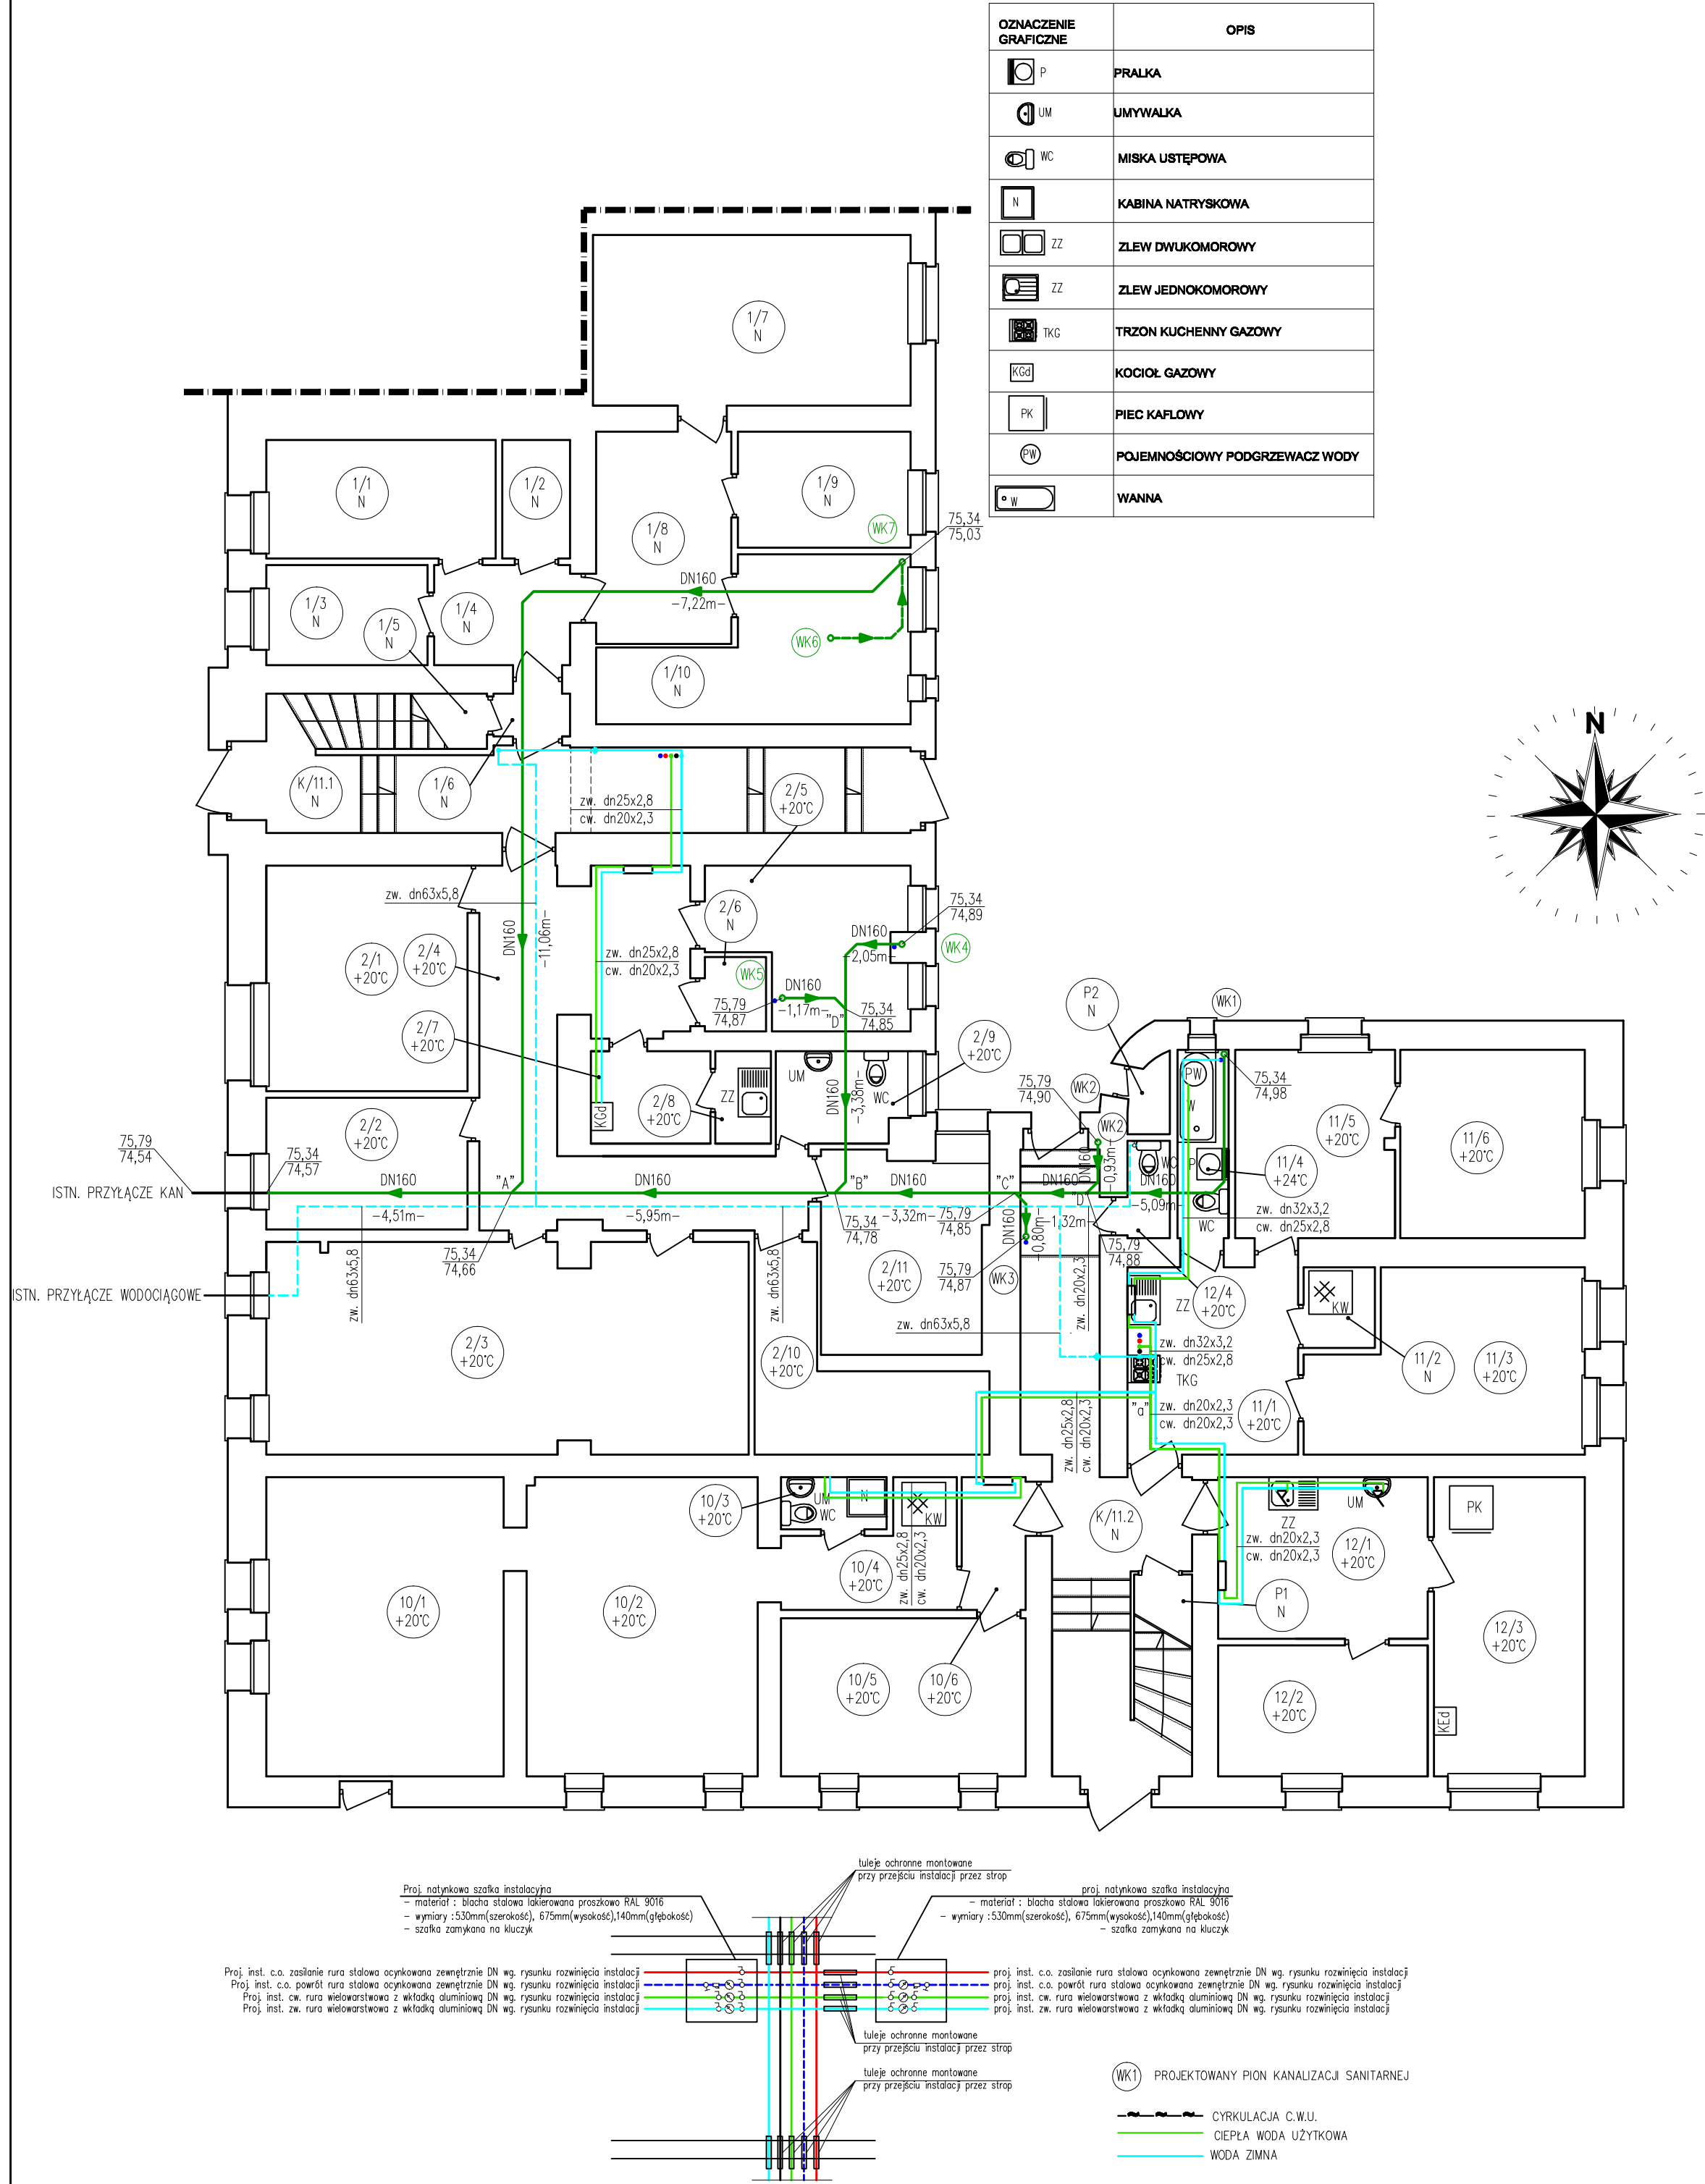 OZNACZENIE
GRAFICZNE
OPIS
P
PRALKA
UM
UMYWALKA
WC
MISKA USTĘPOWA
N
KABINA NATRYSKOWA
ZZ
ZLEW DWUKOMOROWY
ZZ
ZLEW JEDNOKOMOROWY
TKG
TRZON KUCHENNY GAZOWY
KGd
KOCIOŁ GAZOWY
PK
PIEC KAFLOWY
PW
POJEMNOŚCIOWY PODGRZEWACZ WODY
W
WANNA
1/7
N
1/1
N
1/2
N
1/9
N
1/8
N
WK7
75,34
75,03
DN160
-7,22m-
1/3
N
1/5
N
1/4
N
WK6
1/10
N
N
K/11.1
N
1/6
N
zw. dn25x2,8
cw. dn20x2,3
2/5
+20°C
zw. dn63x5,8
DN160
-11,06m-
2/6
N
75,34
74,89
DN160
-2,05m-
WK4
2/1
+20°C
2/4
+20°C
zw. dn25x2,8
cw. dn20x2,3
WK5
DN160
-1,17m-
75,79
74,87
"D"
75,34
74,85
2/7
+20°C
2/9
+20°C
P2
N
WK1
2/8
+20°C
KGd
ZZ
UM
WC
DN160
-3,38m-
75,79
74,90
WK2
WK2
PW
W
75,34
74,98
11/5
+20°C
11/6
+20°C
2/2
+20°C
75,79
74,54
75,34
74,57
ISTN. PRZYŁĄCZE KAN
DN160
-4,51m-
"A"
DN160
-5,95m-
"B"
DN160
-3,32m-
"C"
DN160
-1,32m-
"D"
DN160
-0,93m-
DN160
-5,09m-
WC
P
WC
11/4
+24°C
zw. dn32x3,2
cw. dn25x2,8
75,34
74,66
75,34
74,78
75,79
74,85
DN160
-0,80m-
75,79
74,88
75,79
74,87
WK3
ISTN. PRZYŁĄCZE WODOCIĄGOWE
zw. dn63x5,8
zw. dn63x5,8
2/11
+20°C
zw. dn20x2,3
12/4
+20°C
ZZ
KW
2/3
+20°C
2/10
+20°C
zw. dn63x5,8
zw. dn32x3,2
cw. dn25x2,8
TKG
11/2
N
11/3
+20°C
"a"
zw. dn20x2,3
cw. dn20x2,3
11/1
+20°C
zw. dn25x2,8
cw. dn20x2,3
10/3
+20°C
UM
WC
N
KW
K/11.2
N
ZZ
UM
PK
10/4
+20°C
zw. dn25x2,8
cw. dn20x2,3
zw. dn20x2,3
cw. dn20x2,3
12/1
+20°C
10/1
+20°C
10/2
+20°C
P1
N
12/3
+20°C
10/5
+20°C
10/6
+20°C
12/2
+20°C
KEd
tuleje ochronne montowane
przy przejściu instalacji przez strop
Proj. natynkowa szafka instalacyjna
- materiał : blacha stalowa lakierowana proszkowo RAL 9016
- wymiary :530mm(szerokość), 675mm(wysokość),140mm(głębokość)
- szafka zamykana na kluczyk
proj. natynkowa szafka instalacyjna
- materiał : blacha stalowa lakierowana proszkowo RAL 9016
- wymiary :530mm(szerokość), 675mm(wysokość),140mm(głębokość)
- szafka zamykana na kluczyk
Proj. inst. c.o. zasilanie rura stalowa ocynkowana zewnętrznie DN wg. rysunku rozwinięcia instalacji
Proj. inst. c.o. powrót rura stalowa ocynkowana zewnętrznie DN wg. rysunku rozwinięcia instalacji
Proj. inst. cw. rura wielowarstwowa z wkładką aluminiową DN wg. rysunku rozwinięcia instalacji
Proj. inst. zw. rura wielowarstwowa z wkładką aluminiową DN wg. rysunku rozwinięcia instalacji
proj. inst. c.o. zasilanie rura stalowa ocynkowana zewnętrznie DN wg. rysunku rozwinięcia instalacji
proj. inst. c.o. powrót rura stalowa ocynkowana zewnętrznie DN wg. rysunku rozwinięcia instalacji
proj. inst. cw. rura wielowarstwowa z wkładką aluminiową DN wg. rysunku rozwinięcia instalacji
proj. inst. zw. rura wielowarstwowa z wkładką aluminiową DN wg. rysunku rozwinięcia instalacji
tuleje ochronne montowane
przy przejściu instalacji przez strop
tuleje ochronne montowane
przy przejściu instalacji przez strop
WK1
PROJEKTOWANY PION KANALIZACJI SANITARNEJ
CYRKULACJA C.W.U.
CIEPŁA WODA UŻYTKOWA
WODA ZIMNA